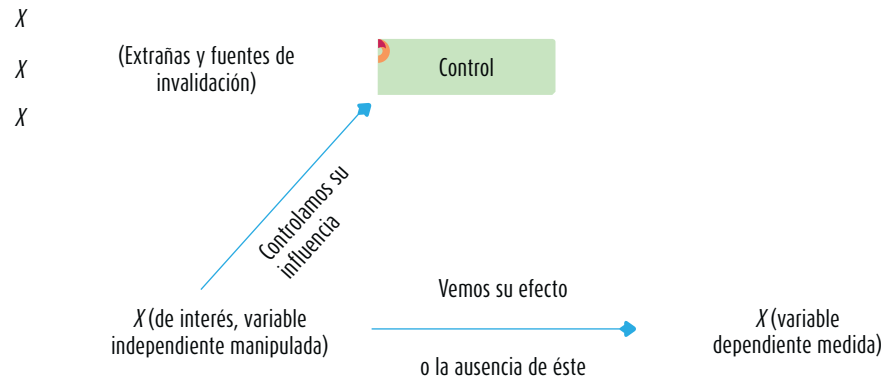 X
X
X
(Extrañas y fuentes de
invalidación)
Control
Controlamos su
influencia
X (de interés, variable
independiente manipulada)
Vemos su efecto
o la ausencia de éste
X (variable
dependiente medida)